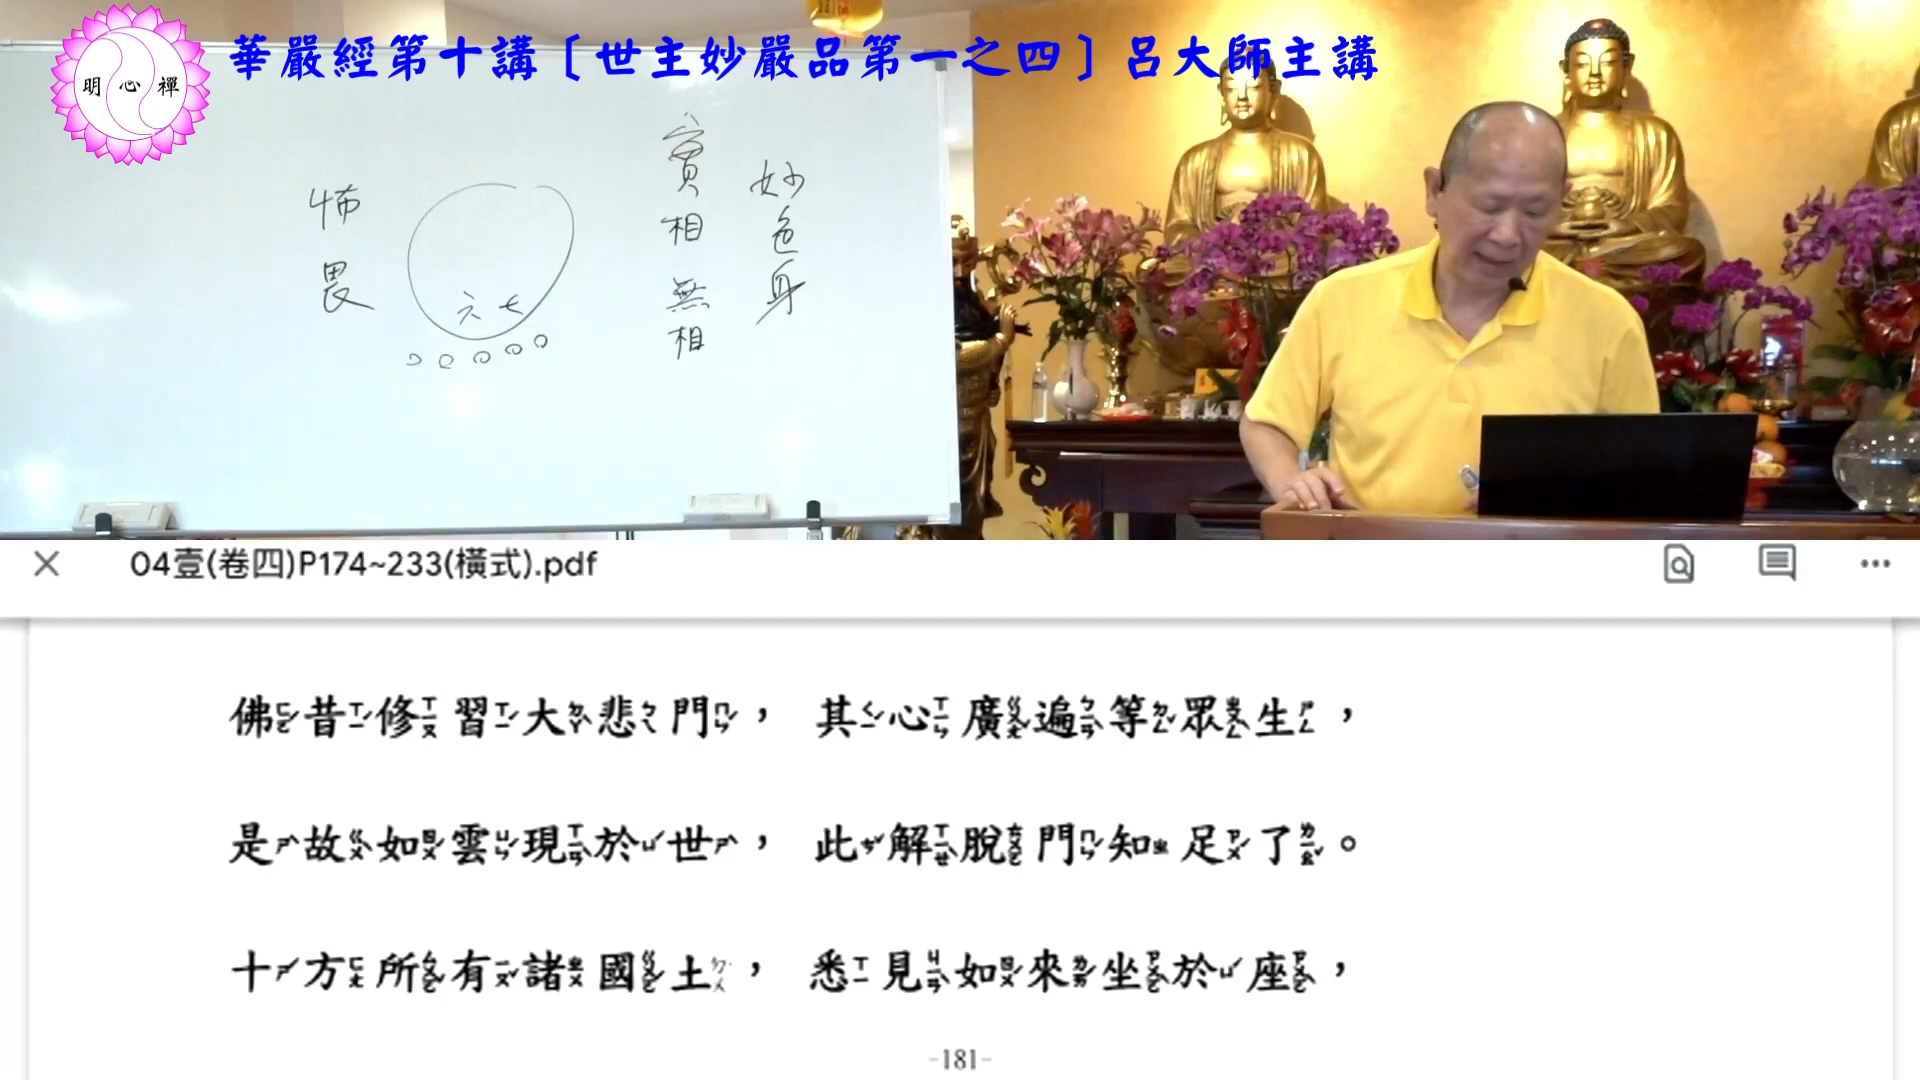 華嚴經第十講〔世主妙嚴品第一之四〕呂大師主講
明心禪
妙色身
實相無相
六七
怖畏
04壹(卷四)P174~233(橫式).pdf
佛昔修習大悲門， 其心廣遍等眾生，
是故如雲現於世， 此解脫門知足了。
十方所有諸國土， 悉見如來坐於座，
-181-